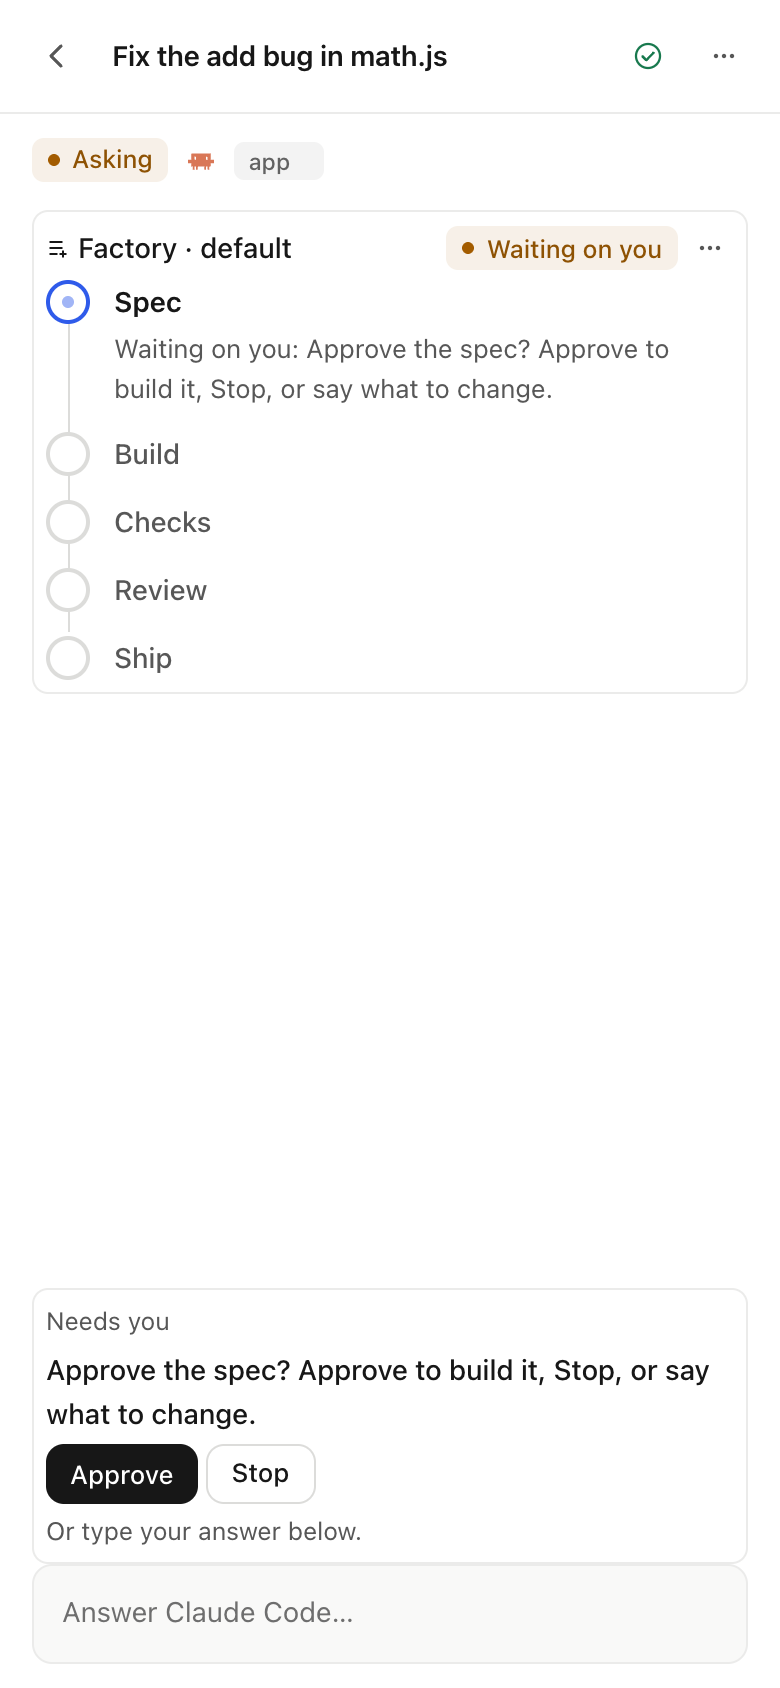 Fix the add bug in math.js
Asking
app
Factory · default
Waiting on you
Spec
Waiting on you: Approve the spec? Approve to
build it, Stop, or say what to change.
Build
Checks
Review
Ship
Needs you
Approve the spec? Approve to build it, Stop, or say
what to change.
Approve
Stop
Or type your answer below.
Answer Claude Code...